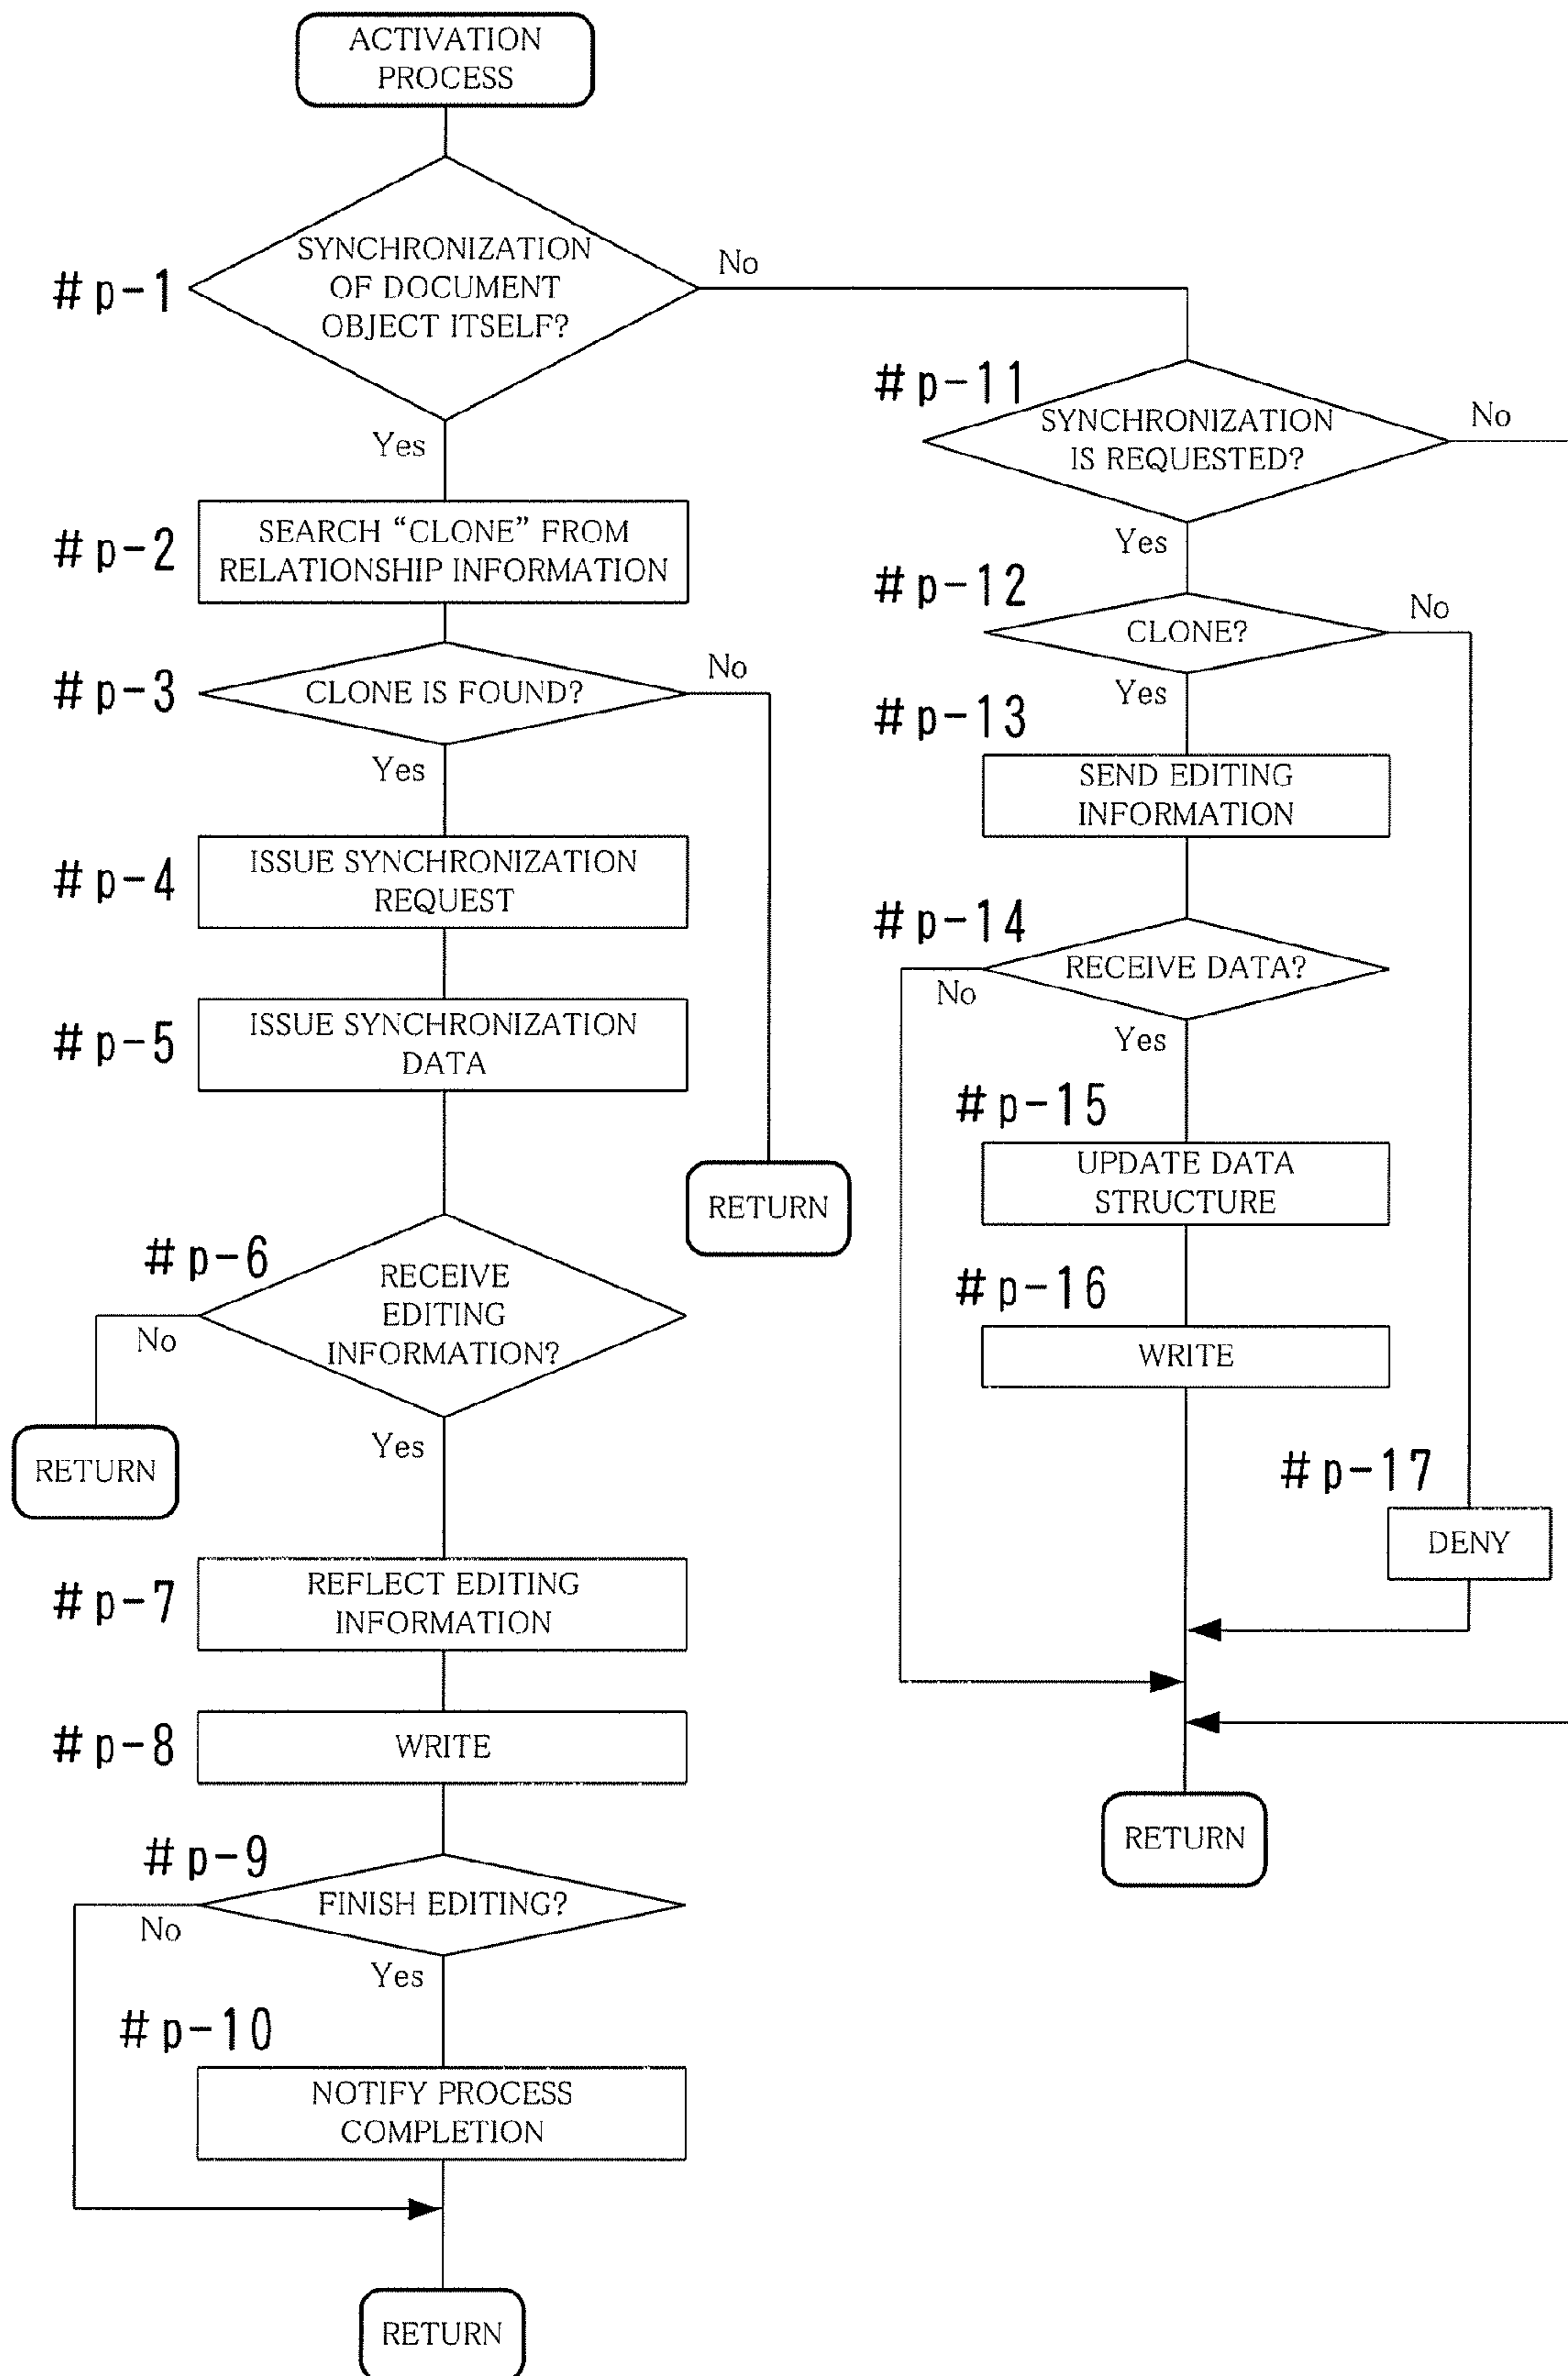 ACTIVATION
PROCESS
#p-1
SYNCHRONIZATION
OF DOCUMENT
OBJECT ITSELF?
No
Yes
#p-2
SEARCH “CLONE” FROM
RELATIONSHIP INFORMATION
#p-3
CLONE IS FOUND?
No
Yes
#p-4
ISSUE SYNCHRONIZATION
REQUEST
#p-5
ISSUE SYNCHRONIZATION
DATA
RETURN
#p-6
RECEIVE
EDITING
INFORMATION?
No
Yes
RETURN
#p-7
REFLECT EDITING
INFORMATION
#p-8
WRITE
#p-9
FINISH EDITING?
No
Yes
#p-10
NOTIFY PROCESS
COMPLETION
RETURN
#p-11
SYNCHRONIZATION
IS REQUESTED?
No
Yes
#p-12
CLONE?
No
Yes
#p-13
SEND EDITING
INFORMATION
#p-14
RECEIVE DATA?
No
Yes
#p-15
UPDATE DATA
STRUCTURE
#p-16
WRITE
#p-17
DENY
RETURN